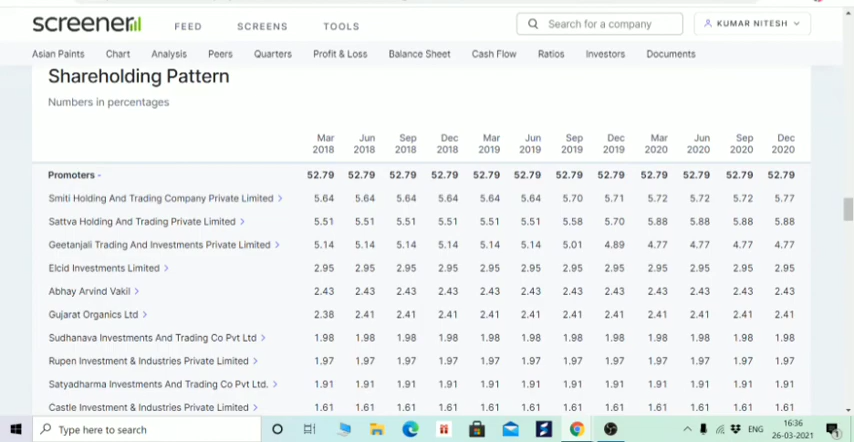 screener
FEED SCREENS TOOLS
Search for a company
KUMAR NITESH
Asian Paints Chart Analysis Peers Quarters Profit & Loss Balance Sheet Cash Flow Ratios Investors Documents
Shareholding Pattern
Numbers in percentages
Mar Jun Sep Dec Mar Jun Sep Dec Mar Jun Sep Dec
2018 2018 2018 2018 2019 2019 2019 2019 2020 2020 2020 2020
Promoters - 52.79 52.79 52.79 52.79 52.79 52.79 52.79 52.79 52.79 52.79 52.79 52.79
Smiti Holding And Trading Company Private Limited > 5.64 5.64 5.64 5.64 5.64 5.64 5.70 5.71 5.72 5.72 5.72 5.77
Sattva Holding And Trading Private Limited > 5.51 5.51 5.51 5.51 5.51 5.51 5.58 5.70 5.88 5.88 5.88 5.88
Geetanjali Trading And Investments Private Limited > 5.14 5.14 5.14 5.14 5.14 5.14 5.01 4.89 4.77 4.77 4.77 4.77
Elcid Investments Limited > 2.95 2.95 2.95 2.95 2.95 2.95 2.95 2.95 2.95 2.95 2.95 2.95
Abhay Arvind Vakil > 2.43 2.43 2.43 2.43 2.43 2.43 2.43 2.43 2.43 2.43 2.43 2.43
Gujarat Organics Ltd > 2.38 2.41 2.41 2.41 2.41 2.41 2.41 2.41 2.41 2.41 2.41 2.41
Sudhanava Investments And Trading Co Pvt Ltd > 1.98 1.98 1.98 1.98 1.98 1.98 1.98 1.98 1.98 1.98 1.98 1.98
Rupen Investment & Industries Private Limited > 1.97 1.97 1.97 1.97 1.97 1.97 1.97 1.97 1.97 1.97 1.97 1.97
Satyadharma Investments And Trading Co Pvt Ltd. > 1.91 1.91 1.91 1.91 1.91 1.91 1.91 1.91 1.91 1.91 1.91 1.91
Castle Investment & Industries Private Limited > 1.61 1.61 1.61 1.61 1.61 1.61 1.61 1.61 1.61 1.61 1.61 1.61
Type here to search
ENG
16:36
26-03-2021
1